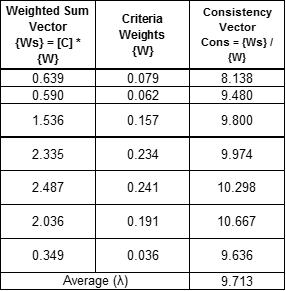 Weighted Sum Vector {Ws} = [C] * {W} Criteria Weights {W} Consistency Vector Cons = {Ws} / {W}
0.639 0.079 8.138
0.590 0.062 9.480
1.536 0.157 9.800
2.335 0.234 9.974
2.487 0.241 10.298
2.036 0.191 10.667
0.349 0.036 9.636
Average (λ) 9.713